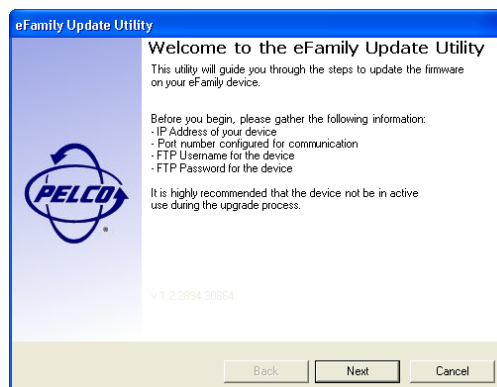 eFamily Update Utility
Welcome to the eFamily Update Utility
This utility will guide you through the steps to update the firmware
on your eFamily device.
Before you begin, please gather the following information:
- IP Address of your device
- Port number configured for communication
- FTP Username for the device
- FTP Password for the device
It is highly recommended that the device not be in active
use during the upgrade process.
PELCO
®
v 1.2.2894.30864
Back
Next
Cancel